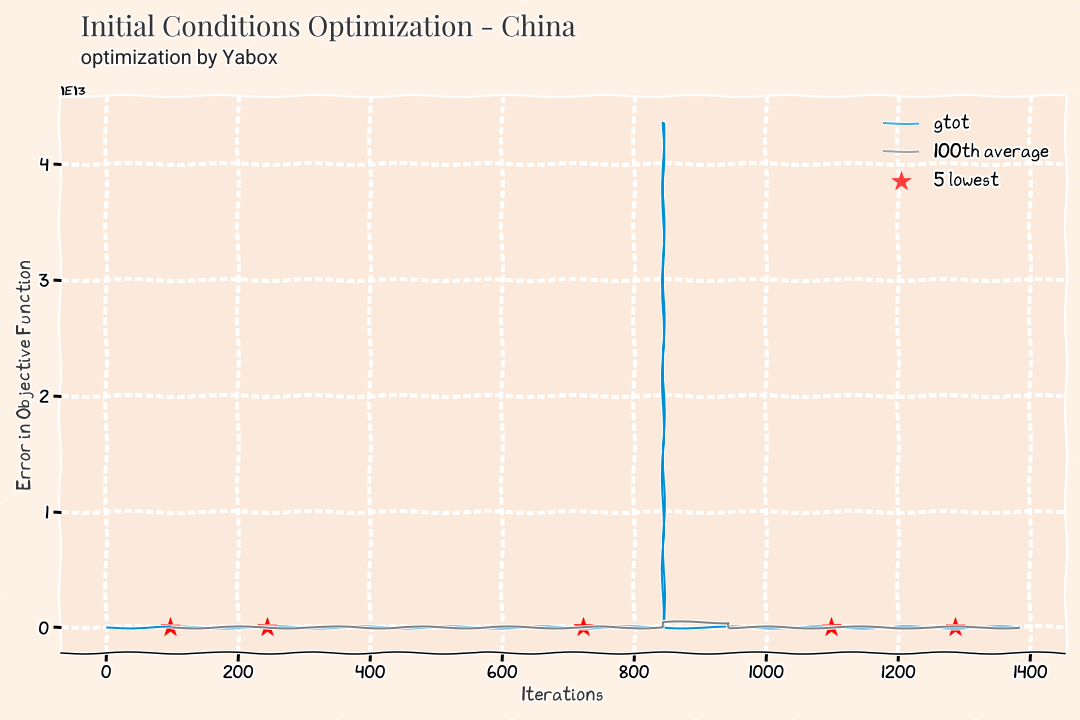 Initial Conditions Optimization - China
optimization by Yabox
1E13
gtot
100th average
5 lowest
4
3
2
1
0
Error in Objective Function
0 200 400 600 800 1000 1200 1400
Iterations